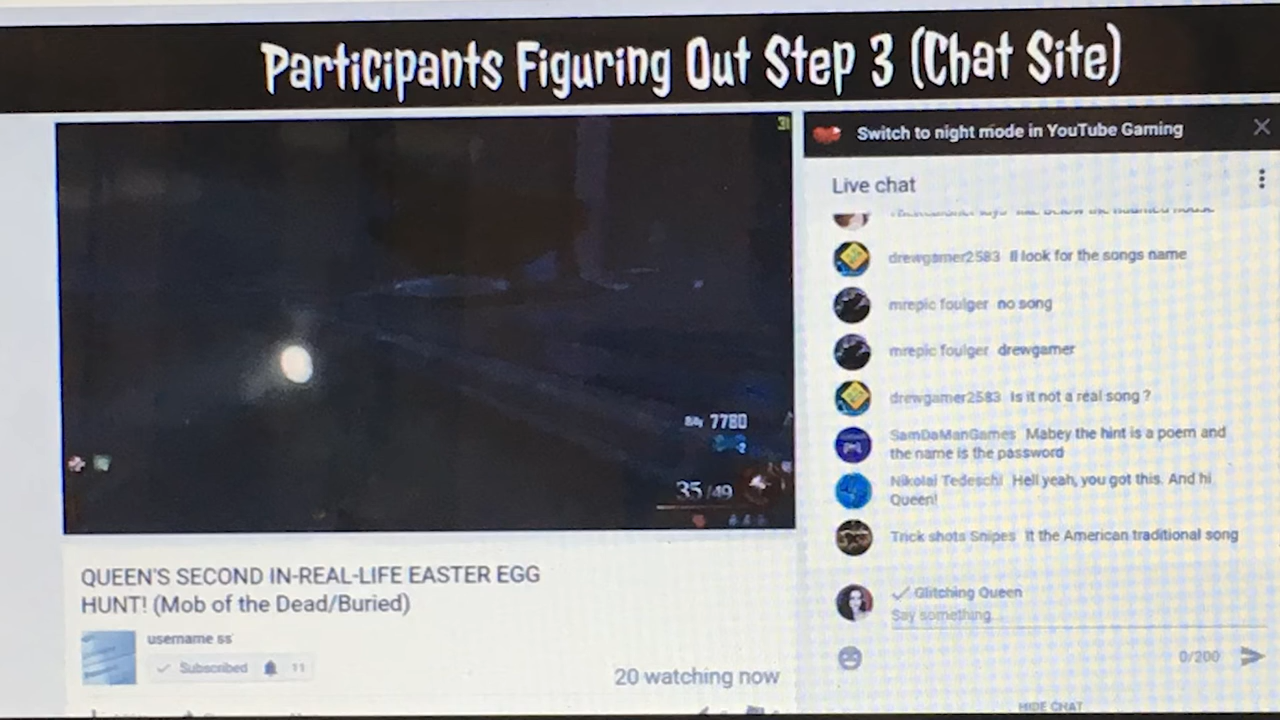 Participants Figuring Out Step 3 (Chat Site)
31
7780
2
35/49
QUEEN'S SECOND IN-REAL-LIFE EASTER EGG
HUNT! (Mob of the Dead/Buried)
username ss
Subscribed 11
20 watching now
Switch to night mode in YouTube Gaming
Live chat
drewgamer2583 Ill look for the songs name
mrepic foulger no song
mrepic foulger drewgamer
drewgamer2583 Is it not a real song ?
SamDaManGames Mabey the hint is a poem and
the name is the password
Nikolai Tedeschi Hell yeah, you got this. And hi
Queen!
Trick shots Snipes It the American traditional song
Glitching Queen
Say something...
0/200
HIDE CHAT